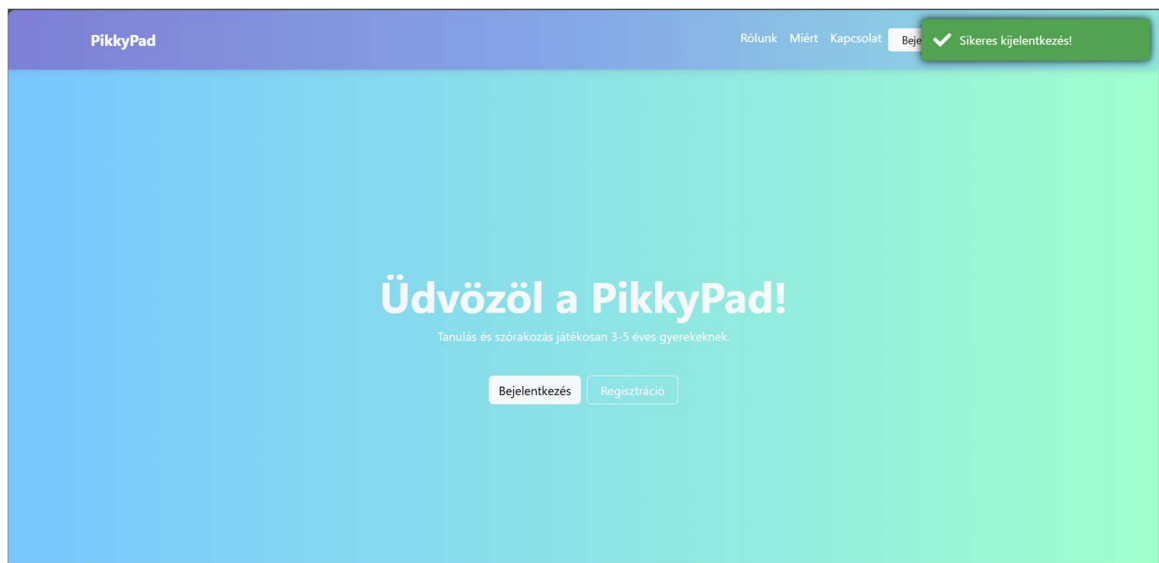 PikkyPad
Rólunk Miért Kapcsolat
Sikeres kijelentkezés!
Üdvözöl a PikkyPad!
Tanulás és szórakozás játékosan 3-5 éves gyerekeknek.
Bejelentkezés Regisztráció